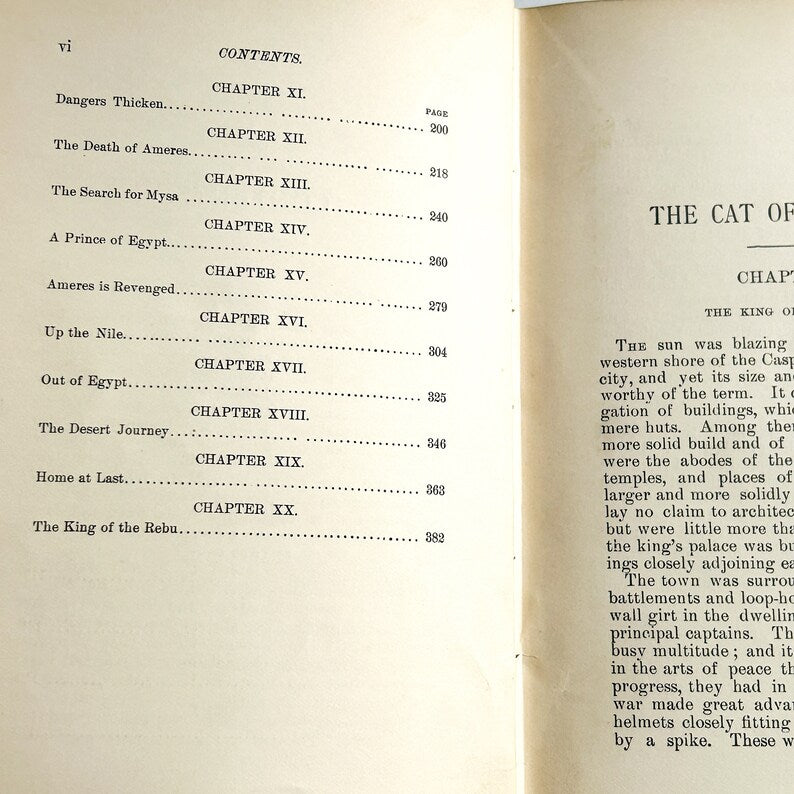 vi
CONTENTS.
CHAPTER XI.
PAGE
Dangers Thicken.................................. 200
CHAPTER XII.
The Death of Ameres.............................. 218
CHAPTER XIII.
The Search for Mysa .............................. 240
CHAPTER XIV.
A Prince of Egypt................................. 260
CHAPTER XV.
Ameres is Revenged............................... 279
CHAPTER XVI.
Up the Nile....................................... 304
CHAPTER XVII.
Out of Egypt...................................... 325
CHAPTER XVIII.
The Desert Journey............................... 346
CHAPTER XIX.
Home at Last..................................... 363
CHAPTER XX.
The King of the Rebu............................. 382
THE CAT OF
CHAPT
THE KING OF
THE sun was blazing
western shore of the Casp
city, and yet its size an
worthy of the term. It
gation of buildings, whic
mere huts. Among the
more solid build and of
were the abodes of the
temples, and places of
larger and more solidly
lay no claim to architec
but were little more tha
the king's palace was bu
ings closely adjoining ea
The town was surrou
battlements and loop-ho
wall girt in the dwellin
principal captains. Th
busy multitude; and it
in the arts of peace th
progress, they had in
war made great adva
helmets closely fitting
by a spike. These w